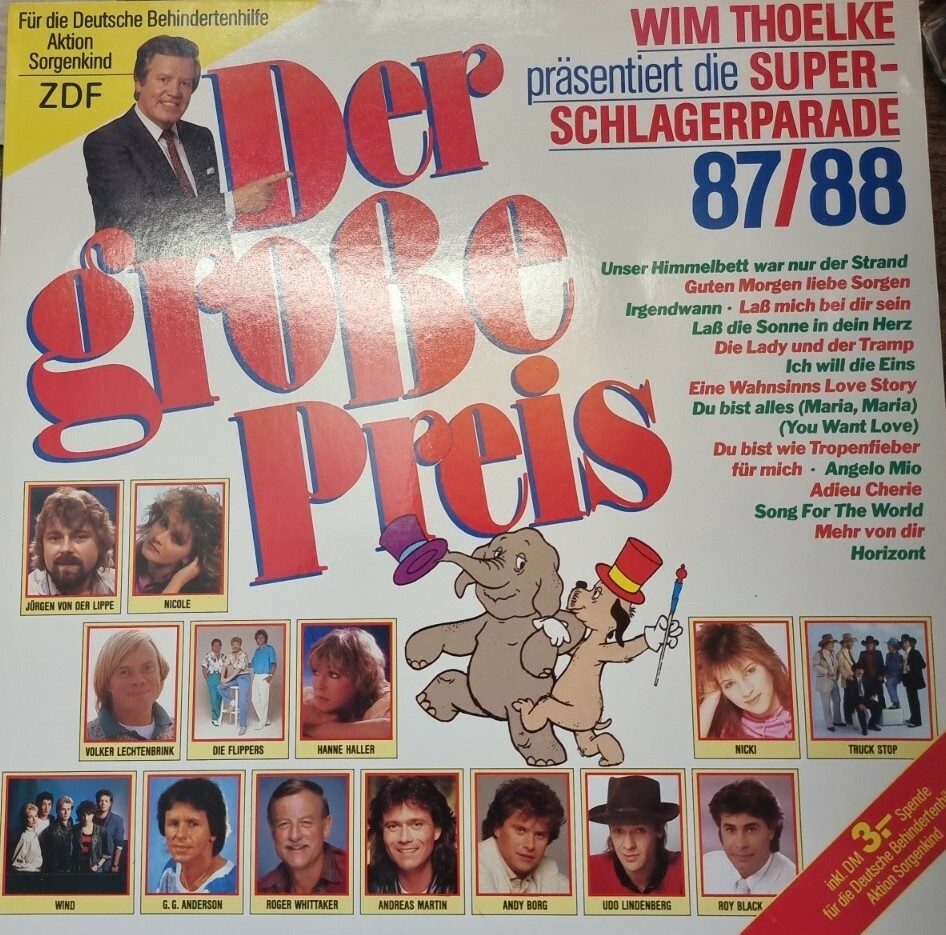 Für die Deutsche Behindertenhilfe
Aktion
Sorgenkind
ZDF
Der
große
Preis
WIM THOELKE
präsentiert die SUPER-
SCHLAGERPARADE
87/88
Unser Himmelbett war nur der Strand
Guten Morgen liebe Sorgen
Irgendwann · Laß mich bei dir sein
Laß die Sonne in dein Herz
Die Lady und der Tramp
Ich will die Eins
Eine Wahnsinns Love Story
Du bist alles (Maria, Maria)
(You Want Love)
Du bist wie Tropenfieber
für mich · Angelo Mio
Adieu Cherie
Song For The World
Mehr von dir
Horizont
JÜRGEN VON DER LIPPE
NICOLE
VOLKER LECHTENBRINK
DIE FLIPPERS
HANNE HALLER
NICKI
TRUCK STOP
WIND
G. G. ANDERSON
ROGER WHITTAKER
ANDREAS MARTIN
ANDY BORG
UDO LINDENBERG
ROY BLACK
inkl. DM 3.– Spende
für die Deutsche Behindertenhil
Aktion Sorgenkind